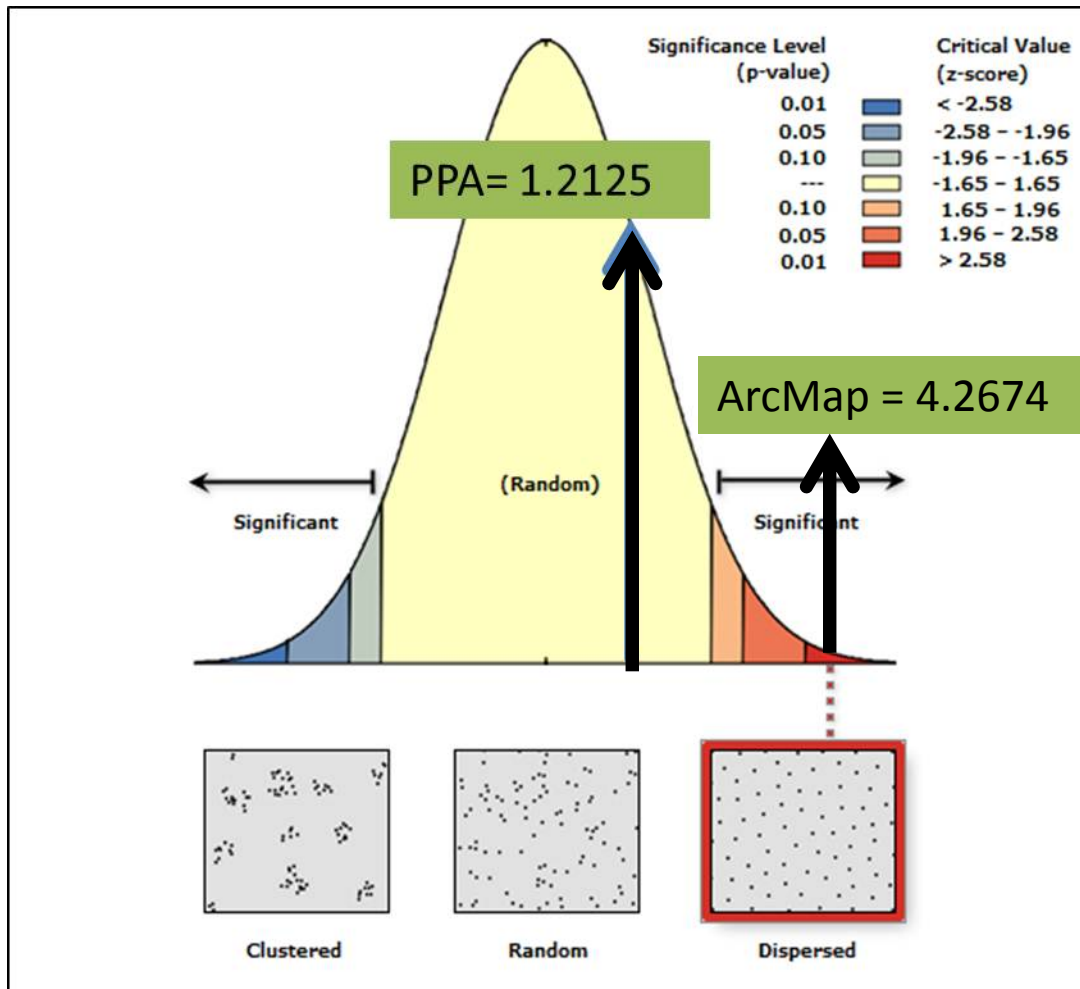 Significance Level
(p-value)
Critical Value
(z-score)
0.01 < -2.58
0.05 -2.58 – -1.96
0.10 -1.96 – -1.65
--- -1.65 – 1.65
0.10 1.65 – 1.96
0.05 1.96 – 2.58
0.01 > 2.58
PPA= 1.2125
ArcMap = 4.2674
(Random)
Significant
Significant
Clustered
Random
Dispersed